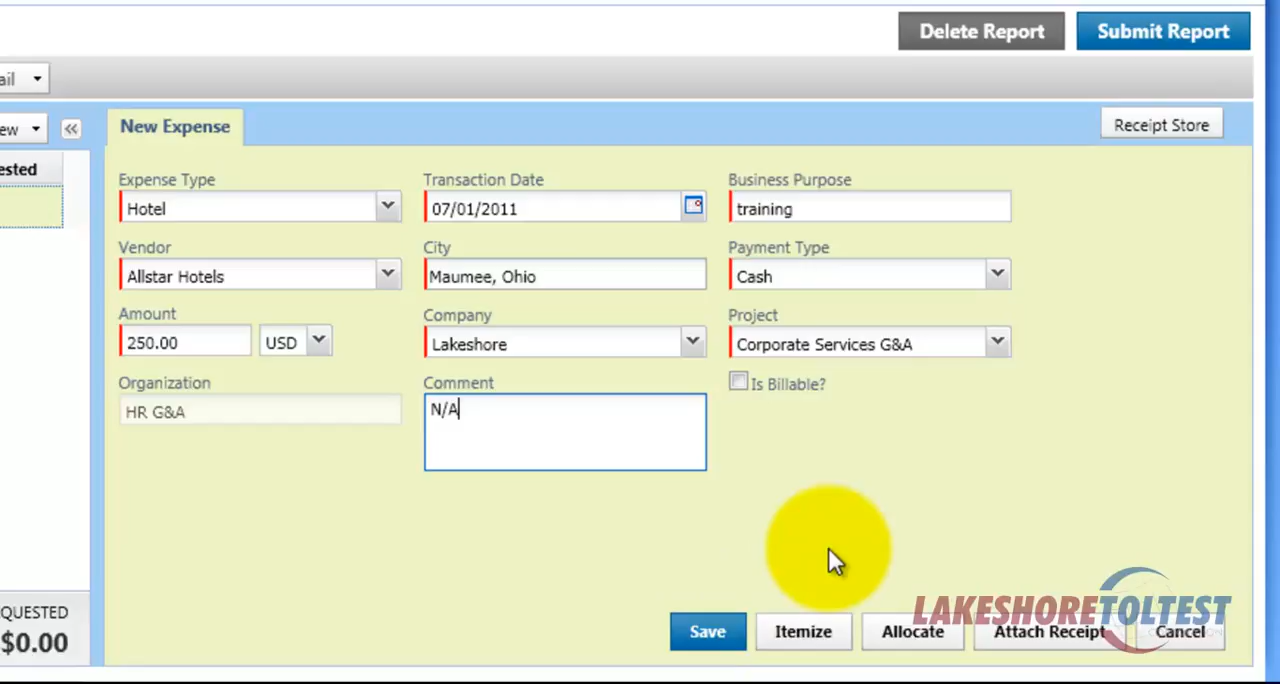 Delete Report Submit Report
ail
ew New Expense Receipt Store
ested
Expense Type Transaction Date Business Purpose
Hotel 07/01/2011 training
Vendor City Payment Type
Allstar Hotels Maumee, Ohio Cash
Amount Company Project
250.00 USD Lakeshore Corporate Services G&A
Organization Comment Is Billable?
HR G&A N/A
QUESTED
$0.00
LAKESHORETOLTEST
Save Itemize Allocate Attach Receipt Cancel